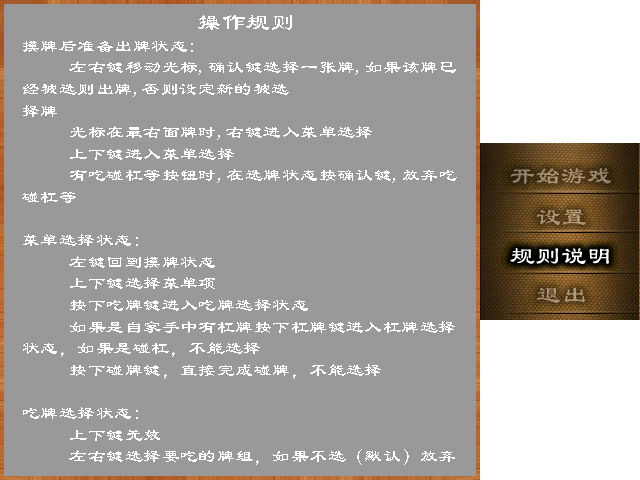 操作规则
摸牌后准备出牌状态：
左右键移动光标，确认键选择一张牌，如果该牌已
经被选则出牌，否则设定新的被选
择牌
光标在最右面牌时，右键进入菜单选择
上下键进入菜单选择
有吃碰杠等按钮时，在选牌状态按确认键，放弃吃
碰杠等
菜单选择状态：
左键回到摸牌状态
上下键选择菜单项
按下吃牌键进入吃牌选择状态
如果是自家手中有杠牌按下杠牌键进入杠牌选择
状态，如果是碰杠，不能选择
按下碰牌键，直接完成碰牌，不能选择
吃牌选择状态：
上下键无效
左右键选择要吃的牌组，如果不选（默认）放弃
开始游戏
设置
规则说明
退出